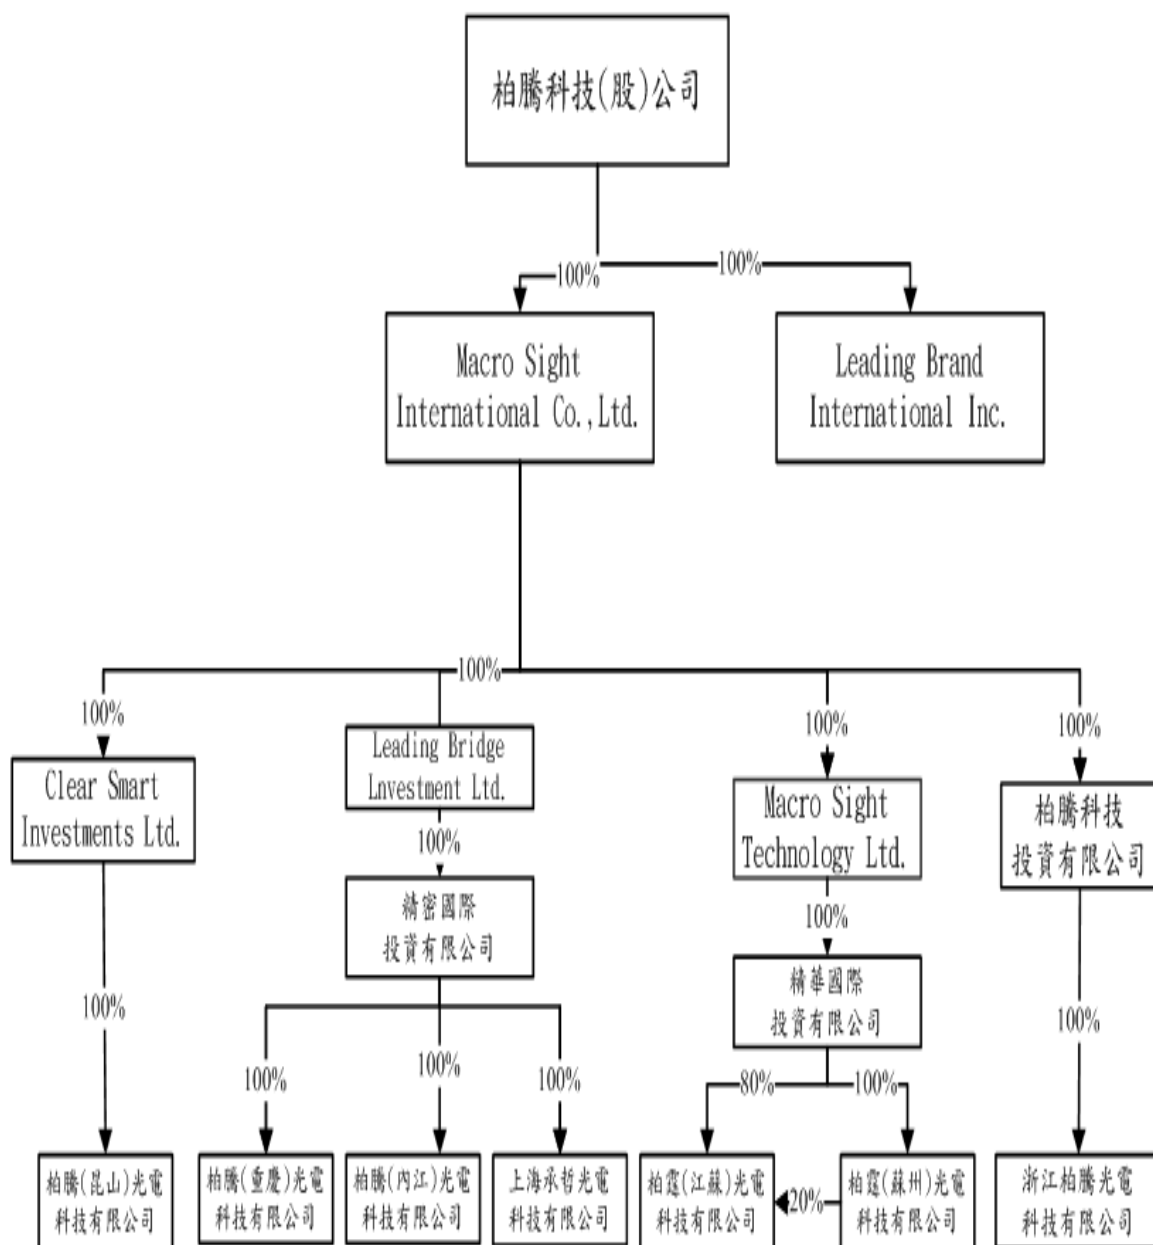 柏騰科技(股)公司
100%
100%
Macro Sight
International Co.,Ltd.
Leading Brand
International Inc.
100%
100%
100%
100%
Clear Smart
Investments Ltd.
Leading Bridge
Lnvestment Ltd.
Macro Sight
Technology Ltd.
柏騰科技
投資有限公司
100%
100%
精密國際
投資有限公司
精華國際
投資有限公司
100%
100%
100%
100%
100%
80%
100%
柏騰(昆山)光電
科技有限公司
柏騰(重慶)光電
科技有限公司
柏騰(內江)光電
科技有限公司
上海承哲光電
科技有限公司
柏霆(江蘇)光電
科技有限公司
20%
柏霆(蘇州)光電
科技有限公司
浙江柏騰光電
科技有限公司